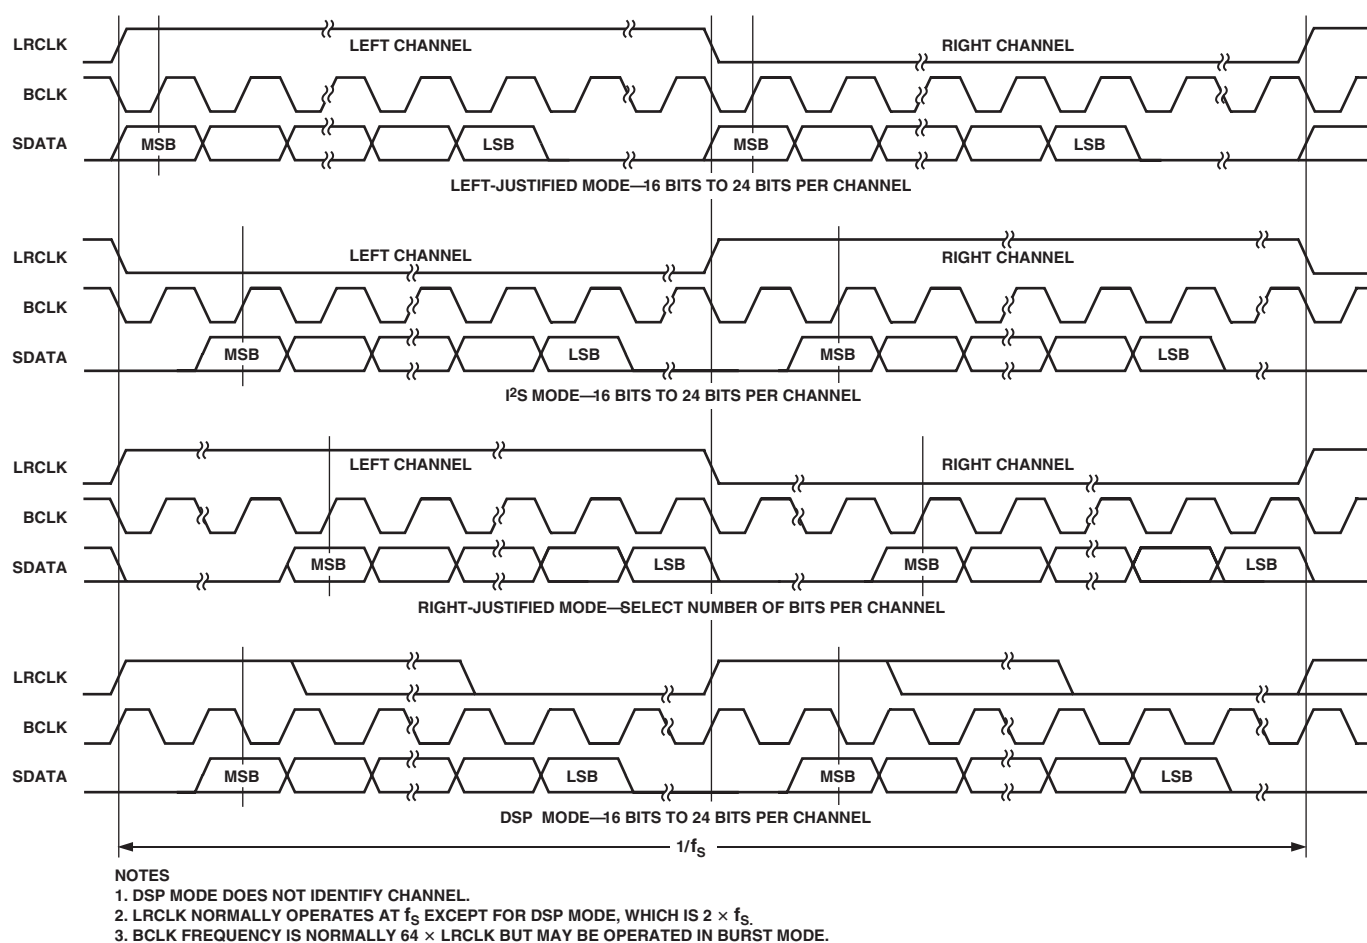 LRCLK
LEFT CHANNEL
RIGHT CHANNEL
BCLK
SDATA
MSB
LSB
MSB
LSB
LEFT-JUSTIFIED MODE—16 BITS TO 24 BITS PER CHANNEL
LRCLK
LEFT CHANNEL
RIGHT CHANNEL
BCLK
SDATA
MSB
LSB
MSB
LSB
I²S MODE—16 BITS TO 24 BITS PER CHANNEL
LRCLK
LEFT CHANNEL
RIGHT CHANNEL
BCLK
SDATA
MSB
LSB
MSB
LSB
RIGHT-JUSTIFIED MODE—SELECT NUMBER OF BITS PER CHANNEL
LRCLK
BCLK
SDATA
MSB
LSB
MSB
LSB
DSP MODE—16 BITS TO 24 BITS PER CHANNEL
1/fS
NOTES
1. DSP MODE DOES NOT IDENTIFY CHANNEL.
2. LRCLK NORMALLY OPERATES AT fS EXCEPT FOR DSP MODE, WHICH IS 2 × fS.
3. BCLK FREQUENCY IS NORMALLY 64 × LRCLK BUT MAY BE OPERATED IN BURST MODE.